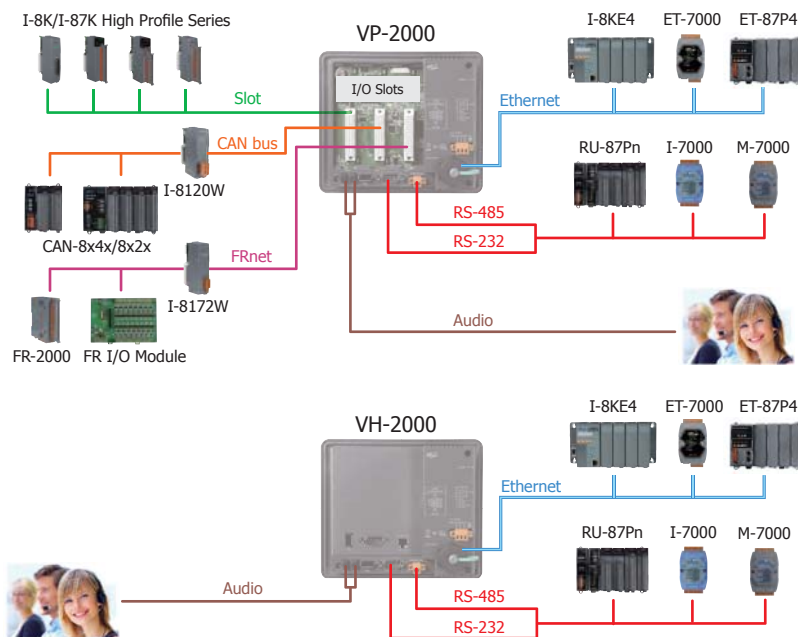 I-8K/I-87K High Profile Series
VP-2000
I-8KE4
ET-7000
ET-87P4
I/O Slots
Slot
Ethernet
CAN bus
I-8120W
RU-87Pn
I-7000
M-7000
CAN-8x4x/8x2x
RS-485
RS-232
FRnet
I-8172W
Audio
FR-2000
FR I/O Module
VH-2000
I-8KE4
ET-7000
ET-87P4
Ethernet
RU-87Pn
I-7000
M-7000
Audio
RS-485
RS-232